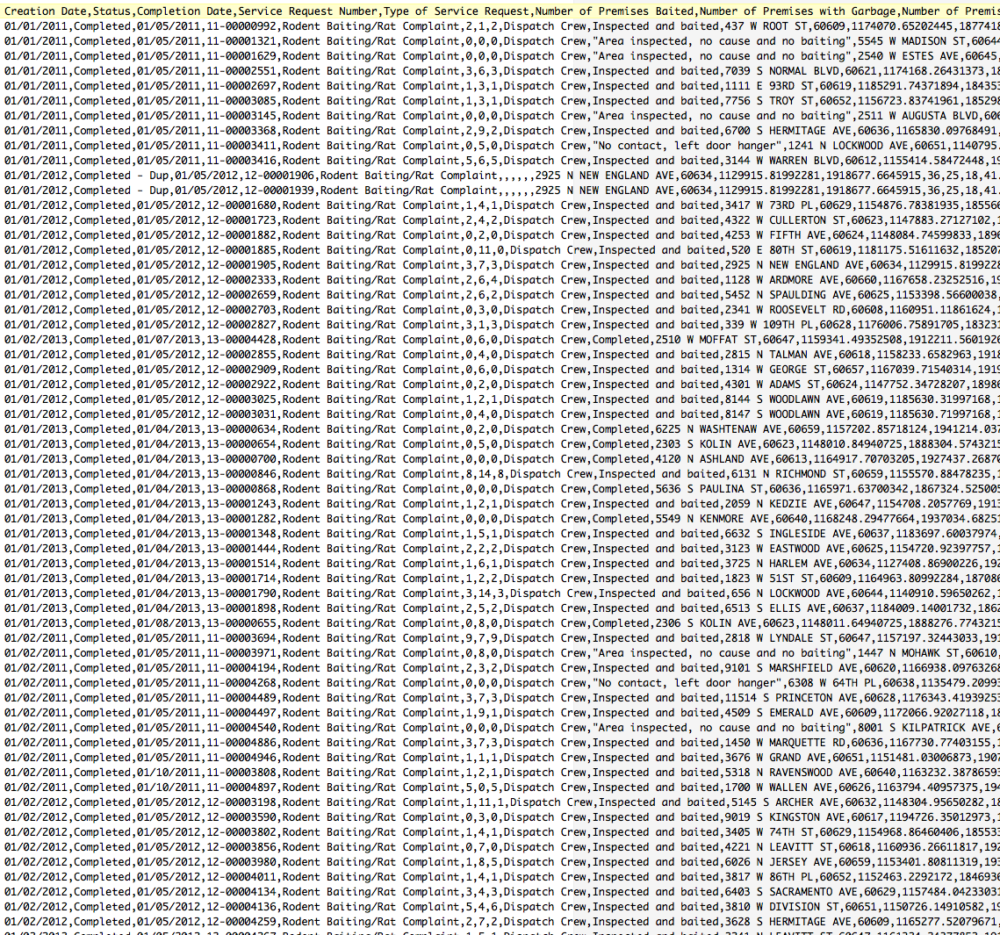 Creation Date,Status,Completion Date,Service Request Number,Type of Service Request,Number of Premises Baited,Number of Premises with Garbage,Number of Premis
01/01/2011,Completed,01/05/2011,11-00000992,Rodent Baiting/Rat Complaint,2,1,2,Dispatch Crew,Inspected and baited,437 W ROOT ST,60609,1174070.65202445,187741
01/01/2011,Completed,01/05/2011,11-00001321,Rodent Baiting/Rat Complaint,0,0,0,Dispatch Crew,"Area inspected, no cause and no baiting",5545 W MADISON ST,60644
01/01/2011,Completed,01/05/2011,11-00001629,Rodent Baiting/Rat Complaint,0,0,0,Dispatch Crew,"Area inspected, no cause and no baiting",2540 W ESTES AVE,60645,
01/01/2011,Completed,01/05/2011,11-00002551,Rodent Baiting/Rat Complaint,3,6,3,Dispatch Crew,Inspected and baited,7039 S NORMAL BLVD,60621,1174168.26431373,18
01/01/2011,Completed,01/05/2011,11-00002697,Rodent Baiting/Rat Complaint,1,3,1,Dispatch Crew,Inspected and baited,1111 E 93RD ST,60619,1185291.74371894,184353
01/01/2011,Completed,01/05/2011,11-00003085,Rodent Baiting/Rat Complaint,1,3,1,Dispatch Crew,Inspected and baited,7756 S TROY ST,60652,1156723.83741961,185298
01/01/2011,Completed,01/05/2011,11-00003145,Rodent Baiting/Rat Complaint,0,0,0,Dispatch Crew,"Area inspected, no cause and no baiting",2511 W AUGUSTA BLVD,606
01/01/2011,Completed,01/05/2011,11-00003368,Rodent Baiting/Rat Complaint,2,9,2,Dispatch Crew,Inspected and baited,6700 S HERMITAGE AVE,60636,1165830.09768491,
01/01/2011,Completed,01/05/2011,11-00003411,Rodent Baiting/Rat Complaint,0,5,0,Dispatch Crew,"No contact, left door hanger",1241 N LOCKWOOD AVE,60651,1140795.
01/01/2011,Completed,01/05/2011,11-00003416,Rodent Baiting/Rat Complaint,5,6,5,Dispatch Crew,Inspected and baited,3144 W WARREN BLVD,60612,1155414.58472448,19
01/01/2012,Completed - Dup,01/05/2012,12-00001906,Rodent Baiting/Rat Complaint,,,,,,2925 N NEW ENGLAND AVE,60634,1129915.81992281,1918677.6645915,36,25,18,41.
01/01/2012,Completed - Dup,01/05/2012,12-00001939,Rodent Baiting/Rat Complaint,,,,,,2925 N NEW ENGLAND AVE,60634,1129915.81992281,1918677.6645915,36,25,18,41.
01/01/2012,Completed,01/05/2012,12-00001680,Rodent Baiting/Rat Complaint,1,4,1,Dispatch Crew,Inspected and baited,3417 W 73RD PL,60629,1154876.78381935,185566
01/01/2012,Completed,01/05/2012,12-00001723,Rodent Baiting/Rat Complaint,2,4,2,Dispatch Crew,Inspected and baited,4322 W CULLERTON ST,60623,1147883.27127102,1
01/01/2012,Completed,01/05/2012,12-00001882,Rodent Baiting/Rat Complaint,0,2,0,Dispatch Crew,Inspected and baited,4253 W FIFTH AVE,60624,1148084.74599833,1896
01/01/2012,Completed,01/05/2012,12-00001885,Rodent Baiting/Rat Complaint,0,11,0,Dispatch Crew,Inspected and baited,520 E 80TH ST,60619,1181175.51611632,185207
01/01/2012,Completed,01/05/2012,12-00001905,Rodent Baiting/Rat Complaint,3,7,3,Dispatch Crew,Inspected and baited,2925 N NEW ENGLAND AVE,60634,1129915.8199228
01/01/2012,Completed,01/05/2012,12-00002333,Rodent Baiting/Rat Complaint,2,6,4,Dispatch Crew,Inspected and baited,1128 W ARDMORE AVE,60660,1167658.23252516,19
01/01/2012,Completed,01/05/2012,12-00002659,Rodent Baiting/Rat Complaint,2,6,2,Dispatch Crew,Inspected and baited,5452 N SPAULDING AVE,60625,1153398.56600038,
01/01/2012,Completed,01/05/2012,12-00002703,Rodent Baiting/Rat Complaint,0,3,0,Dispatch Crew,Inspected and baited,2341 W ROOSEVELT RD,60608,1160951.11861624,1
01/01/2012,Completed,01/05/2012,12-00002827,Rodent Baiting/Rat Complaint,3,1,3,Dispatch Crew,Inspected and baited,339 W 109TH PL,60628,1176006.75891705,183231
01/02/2013,Completed,01/07/2013,13-00004428,Rodent Baiting/Rat Complaint,0,6,0,Dispatch Crew,Completed,2510 W MOFFAT ST,60647,1159341.49352508,1912211.5601926
01/01/2012,Completed,01/05/2012,12-00002855,Rodent Baiting/Rat Complaint,0,4,0,Dispatch Crew,Inspected and baited,2815 N TALMAN AVE,60618,1158233.6582963,1918
01/01/2012,Completed,01/05/2012,12-00002909,Rodent Baiting/Rat Complaint,0,6,0,Dispatch Crew,Inspected and baited,1314 W GEORGE ST,60657,1167039.71540314,1919
01/01/2012,Completed,01/05/2012,12-00002922,Rodent Baiting/Rat Complaint,0,2,0,Dispatch Crew,Inspected and baited,4301 W ADAMS ST,60624,1147752.34728207,18986
01/01/2012,Completed,01/05/2012,12-00003025,Rodent Baiting/Rat Complaint,1,2,1,Dispatch Crew,Inspected and baited,8144 S WOODLAWN AVE,60619,1185630.31997168,1
01/01/2012,Completed,01/05/2012,12-00003031,Rodent Baiting/Rat Complaint,0,4,0,Dispatch Crew,Inspected and baited,8147 S WOODLAWN AVE,60619,1185630.71997168,1
01/01/2013,Completed,01/04/2013,13-00000634,Rodent Baiting/Rat Complaint,0,2,0,Dispatch Crew,Completed,6225 N WASHTENAW AVE,60659,1157202.85718124,1941214.037
01/01/2013,Completed,01/04/2013,13-00000654,Rodent Baiting/Rat Complaint,0,5,0,Dispatch Crew,Completed,2303 S KOLIN AVE,60623,1148010.84940725,1888304.5743215
01/01/2013,Completed,01/04/2013,13-00000700,Rodent Baiting/Rat Complaint,0,0,0,Dispatch Crew,Completed,4120 N ASHLAND AVE,60613,1164917.70703205,1927437.26876
01/01/2013,Completed,01/04/2013,13-00000846,Rodent Baiting/Rat Complaint,8,14,8,Dispatch Crew,Inspected and baited,6131 N RICHMOND ST,60659,1155570.88478235,1
01/01/2013,Completed,01/04/2013,13-00000868,Rodent Baiting/Rat Complaint,0,0,0,Dispatch Crew,Completed,5636 S PAULINA ST,60636,1165971.63700342,1867324.52500
01/01/2013,Completed,01/04/2013,13-00001243,Rodent Baiting/Rat Complaint,1,2,1,Dispatch Crew,Inspected and baited,2059 N KEDZIE AVE,60647,1154708.2057769,1913
01/01/2013,Completed,01/04/2013,13-00001282,Rodent Baiting/Rat Complaint,0,0,0,Dispatch Crew,Completed,5549 N KENMORE AVE,60640,1168248.29477664,1937034.68251
01/01/2013,Completed,01/04/2013,13-00001348,Rodent Baiting/Rat Complaint,1,5,1,Dispatch Crew,Inspected and baited,6632 S INGLESIDE AVE,60637,1183697.60037974,
01/01/2013,Completed,01/04/2013,13-00001444,Rodent Baiting/Rat Complaint,2,2,2,Dispatch Crew,Inspected and baited,3123 W EASTWOOD AVE,60625,1154720.92397757,1
01/01/2013,Completed,01/04/2013,13-00001514,Rodent Baiting/Rat Complaint,1,6,1,Dispatch Crew,Inspected and baited,3725 N HARLEM AVE,60634,1127408.86900226,192
01/01/2013,Completed,01/04/2013,13-00001714,Rodent Baiting/Rat Complaint,1,2,2,Dispatch Crew,Inspected and baited,1823 W 51ST ST,60609,1164963.80992284,187086
01/01/2013,Completed,01/04/2013,13-00001790,Rodent Baiting/Rat Complaint,3,14,3,Dispatch Crew,Inspected and baited,656 N LOCKWOOD AVE,60644,1140910.59650262,1
01/01/2013,Completed,01/04/2013,13-00001898,Rodent Baiting/Rat Complaint,2,5,2,Dispatch Crew,Inspected and baited,6513 S ELLIS AVE,60637,1184009.14001732,1862
01/01/2013,Completed,01/08/2013,13-00000655,Rodent Baiting/Rat Complaint,0,8,0,Dispatch Crew,Completed,2306 S KOLIN AVE,60623,1148011.64940725,1888276.7743215
01/02/2011,Completed,01/05/2011,11-00003694,Rodent Baiting/Rat Complaint,9,7,9,Dispatch Crew,Inspected and baited,2818 W LYNDALE ST,60647,1157197.32443033,191
01/02/2011,Completed,01/05/2011,11-00003971,Rodent Baiting/Rat Complaint,0,8,0,Dispatch Crew,"Area inspected, no cause and no baiting",1447 N MOHAWK ST,60610,
01/02/2011,Completed,01/05/2011,11-00004194,Rodent Baiting/Rat Complaint,2,3,2,Dispatch Crew,Inspected and baited,9101 S MARSHFIELD AVE,60620,1166938.09763268
01/02/2011,Completed,01/05/2011,11-00004268,Rodent Baiting/Rat Complaint,0,0,0,Dispatch Crew,"No contact, left door hanger",6308 W 64TH PL,60638,1135479.20993
01/02/2011,Completed,01/05/2011,11-00004489,Rodent Baiting/Rat Complaint,3,7,3,Dispatch Crew,Inspected and baited,11514 S PRINCETON AVE,60628,1176343.41939253
01/02/2011,Completed,01/05/2011,11-00004497,Rodent Baiting/Rat Complaint,1,9,1,Dispatch Crew,Inspected and baited,4509 S EMERALD AVE,60609,1172066.92027118,18
01/02/2011,Completed,01/05/2011,11-00004540,Rodent Baiting/Rat Complaint,0,0,0,Dispatch Crew,"Area inspected, no cause and no baiting",8001 S KILPATRICK AVE,6
01/02/2011,Completed,01/05/2011,11-00004886,Rodent Baiting/Rat Complaint,3,7,3,Dispatch Crew,Inspected and baited,1450 W MARQUETTE RD,60636,1167730.77403155,1
01/02/2011,Completed,01/05/2011,11-00004946,Rodent Baiting/Rat Complaint,1,1,1,Dispatch Crew,Inspected and baited,3676 W GRAND AVE,60651,1151481.03006873,1907
01/02/2011,Completed,01/10/2011,11-00003808,Rodent Baiting/Rat Complaint,1,2,1,Dispatch Crew,Inspected and baited,5318 N RAVENSWOOD AVE,60640,1163232.38786593
01/02/2011,Completed,01/10/2011,11-00004897,Rodent Baiting/Rat Complaint,5,0,5,Dispatch Crew,Inspected and baited,1700 W WALLEN AVE,60626,1163794.40957375,194
01/02/2012,Completed,01/05/2012,12-00003198,Rodent Baiting/Rat Complaint,1,11,1,Dispatch Crew,Inspected and baited,5145 S ARCHER AVE,60632,1148304.95650282,18
01/02/2012,Completed,01/05/2012,12-00003590,Rodent Baiting/Rat Complaint,0,3,0,Dispatch Crew,Inspected and baited,9019 S KINGSTON AVE,60617,1194726.35012973,1
01/02/2012,Completed,01/05/2012,12-00003802,Rodent Baiting/Rat Complaint,1,4,1,Dispatch Crew,Inspected and baited,3405 W 74TH ST,60629,1154968.86460406,185533
01/02/2012,Completed,01/05/2012,12-00003856,Rodent Baiting/Rat Complaint,0,7,0,Dispatch Crew,Inspected and baited,4221 N LEAVITT ST,60618,1160936.26611817,192
01/02/2012,Completed,01/05/2012,12-00003980,Rodent Baiting/Rat Complaint,1,8,5,Dispatch Crew,Inspected and baited,6026 N JERSEY AVE,60659,1153401.80811319,193
01/02/2012,Completed,01/05/2012,12-00004011,Rodent Baiting/Rat Complaint,1,4,1,Dispatch Crew,Inspected and baited,3817 W 86TH PL,60652,1152463.2292172,1846936
01/02/2012,Completed,01/05/2012,12-00004134,Rodent Baiting/Rat Complaint,3,4,3,Dispatch Crew,Inspected and baited,6403 S SACRAMENTO AVE,60629,1157484.04233031
01/02/2012,Completed,01/05/2012,12-00004136,Rodent Baiting/Rat Complaint,5,4,6,Dispatch Crew,Inspected and baited,3810 W DIVISION ST,60651,1150726.14910582,19
01/02/2012,Completed,01/05/2012,12-00004259,Rodent Baiting/Rat Complaint,2,7,2,Dispatch Crew,Inspected and baited,3628 S HERMITAGE AVE,60609,1165277.52079671,